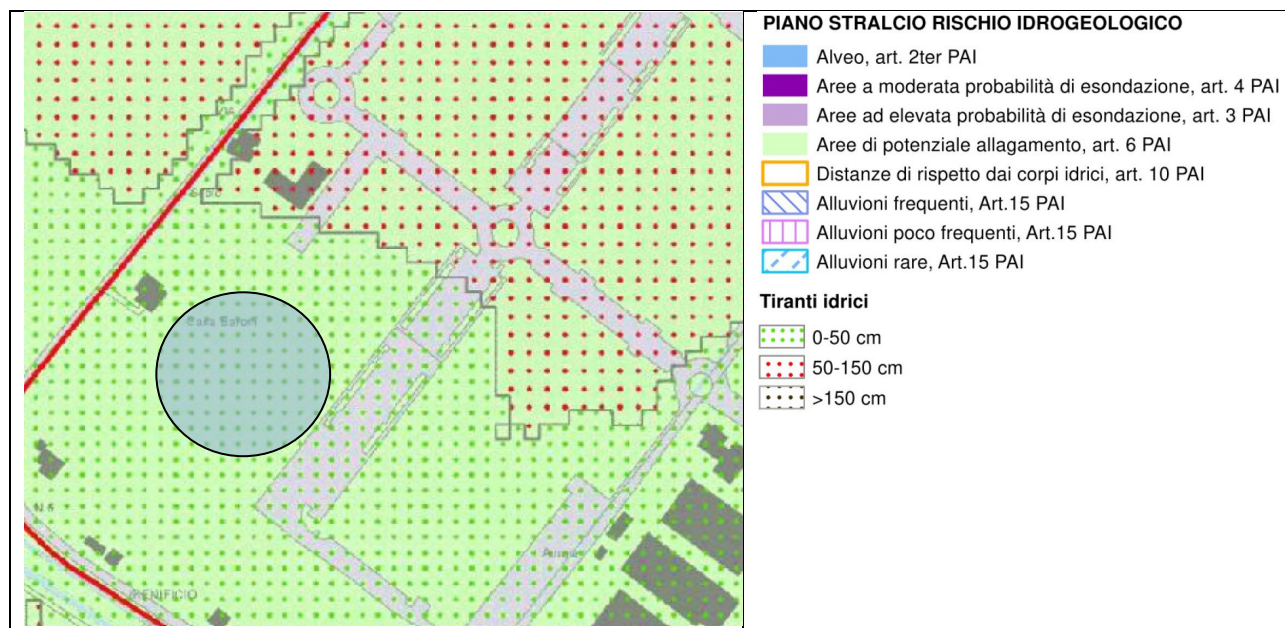 PIANO STRALCIO RISCHIO IDROGEOLOGICO
Alveo, art. 2ter PAI
Aree a moderata probabilità di esondazione, art. 4 PAI
Aree ad elevata probabilità di esondazione, art. 3 PAI
Aree di potenziale allagamento, art. 6 PAI
Distanze di rispetto dai corpi idrici, art. 10 PAI
Alluvioni frequenti, Art.15 PAI
Alluvioni poco frequenti, Art.15 PAI
Alluvioni rare, Art.15 PAI
Tiranti idrici
0-50 cm
50-150 cm
>150 cm